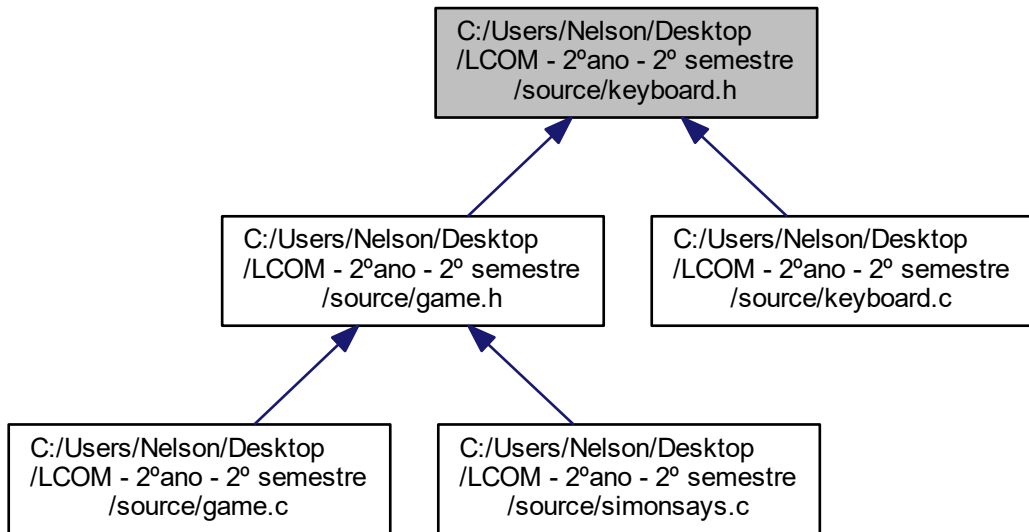 C:/Users/Nelson/Desktop
/LCOM - 2ºano - 2º semestre
/source/keyboard.h
C:/Users/Nelson/Desktop
/LCOM - 2ºano - 2º semestre
/source/game.h
C:/Users/Nelson/Desktop
/LCOM - 2ºano - 2º semestre
/source/keyboard.c
C:/Users/Nelson/Desktop
/LCOM - 2ºano - 2º semestre
/source/game.c
C:/Users/Nelson/Desktop
/LCOM - 2ºano - 2º semestre
/source/simonsays.c